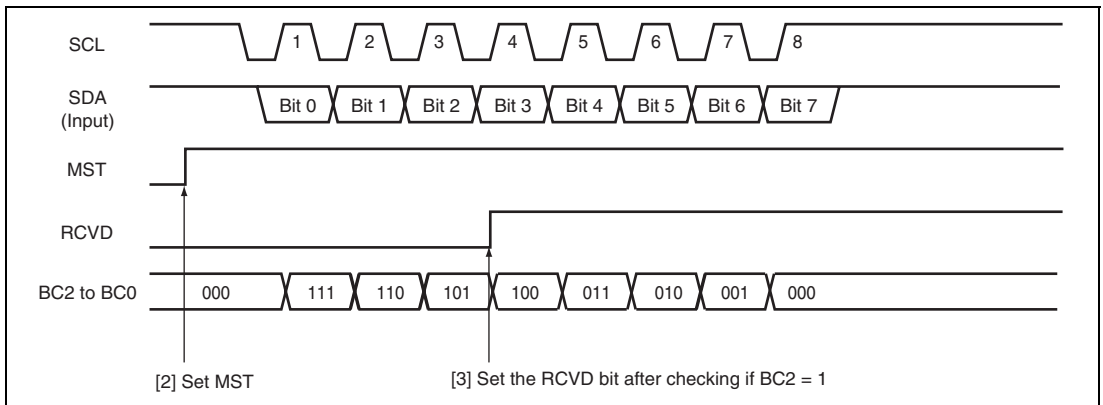 SCL 1 2 3 4 5 6 7 8
SDA
(Input)
Bit 0 Bit 1 Bit 2 Bit 3 Bit 4 Bit 5 Bit 6 Bit 7
MST
RCVD
BC2 to BC0 000 111 110 101 100 011 010 001 000
[2] Set MST [3] Set the RCVD bit after checking if BC2 = 1